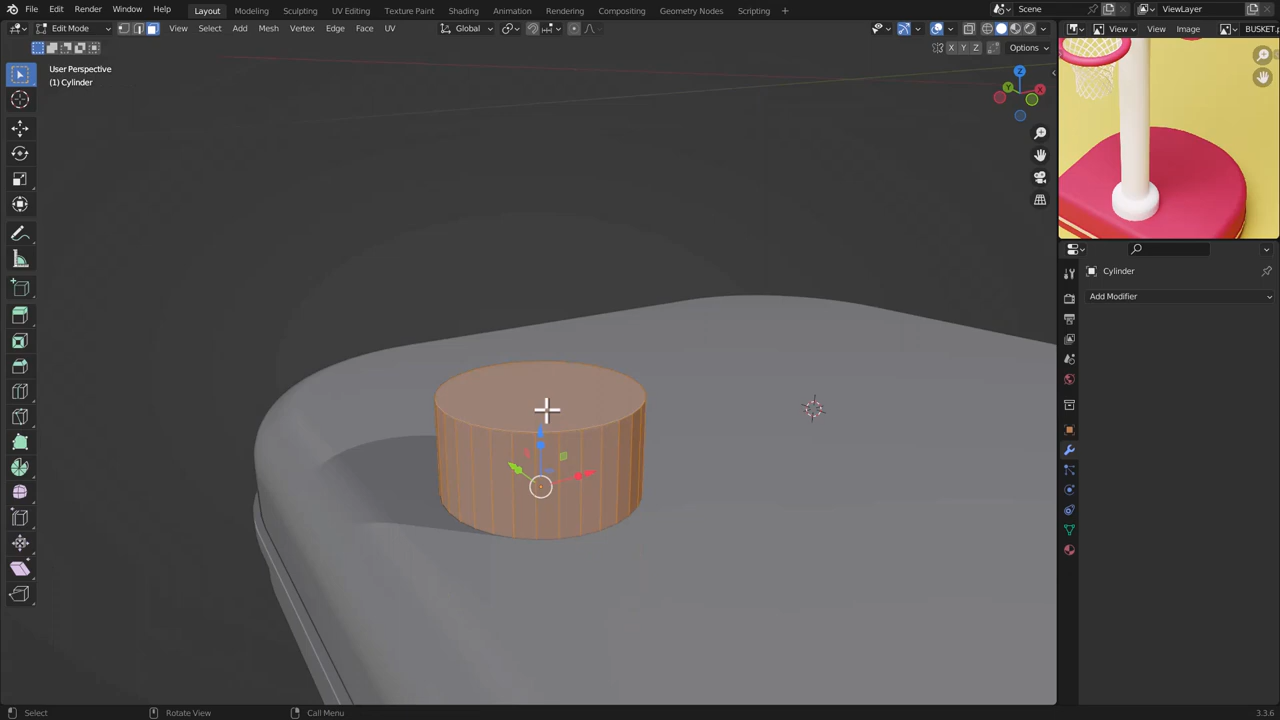 File Edit Render Window Help Layout Modeling Sculpting UV Editing Texture Paint Shading Animation Rendering Compositing Geometry Nodes Scripting + Scene ViewLayer
Edit Mode View Select Add Mesh Vertex Edge Face UV Global View Image BUSKET.p
X Y Z Options
User Perspective
(1) Cylinder
Z
Y X
Cylinder
Add Modifier
Select Rotate View Call Menu 3.3.6